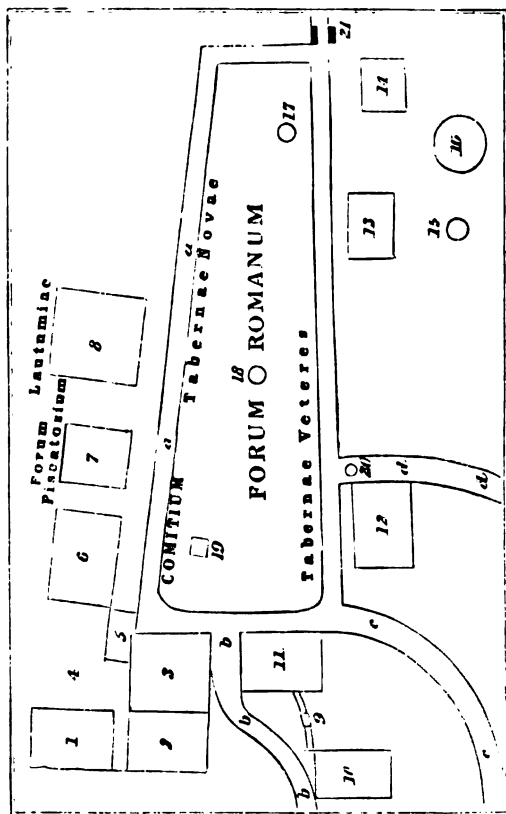 21
14
17
16
13
15
Tabernae Novae
a
Lautumiae
8
FORUM ROMANUM
18
Forum
Piscatorium
7
a
Tabernae Veteres
20
d
d
COMITIUM
19
6
12
5
4
3
b
11
c
1
2
b
9
10
b
c